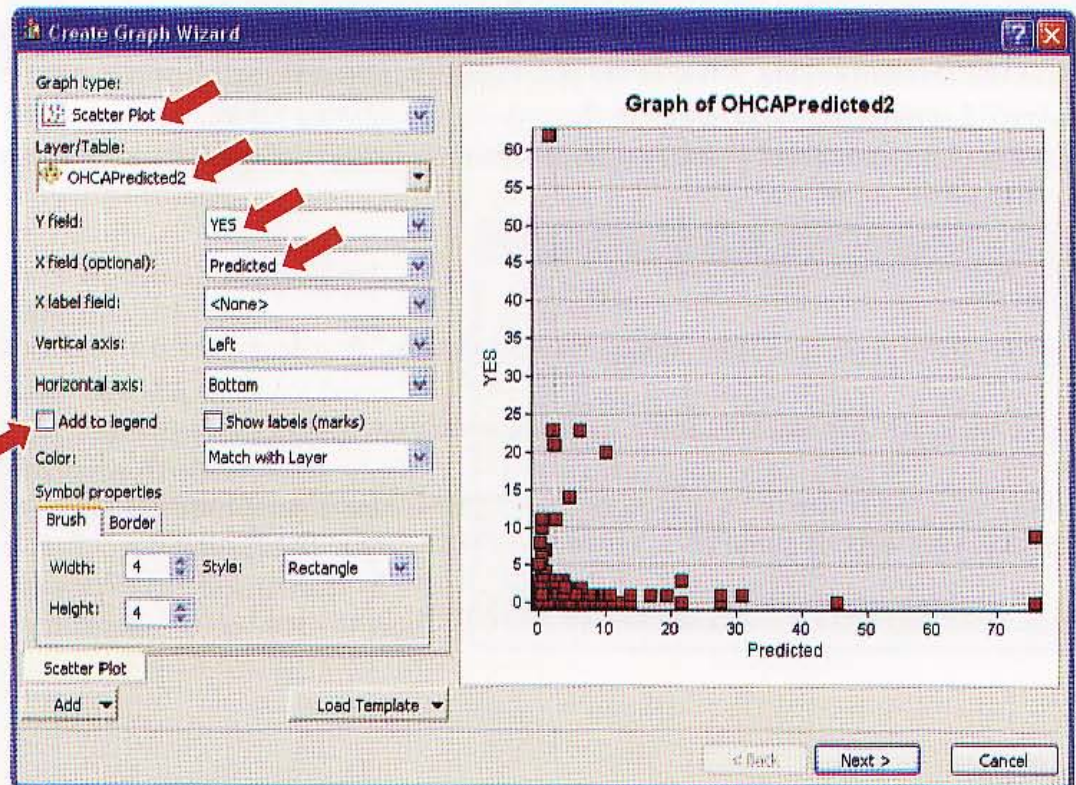 Create Graph Wizard
Graph type:
Scatter Plot
Layer/Table:
OHCAPredicted2
Y field: YES
X field (optional): Predicted
X label field: <None>
Vertical axis: Left
Horizontal axis: Bottom
Add to legend Show labels (marks)
Color: Match with Layer
Symbol properties
Brush Border
Width: 4 Style: Rectangle
Height: 4
Scatter Plot
Add Load Template
Graph of OHCAPredicted2
60
55
50
45
40
35
30
25
20
15
10
5
0
YES
0 10 20 30 40 50 60 70
Predicted
< Back Next > Cancel